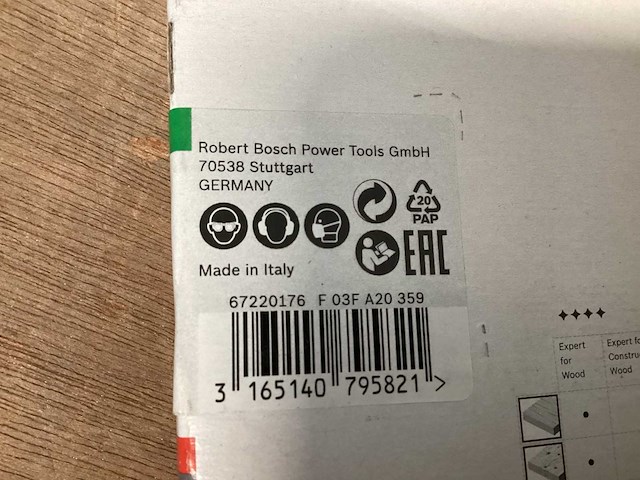 Robert Bosch Power Tools GmbH
70538 Stuttgart
GERMANY
20
PAP
EAC
Made in Italy
67220176 F 03F A20 359
3 165140 795821 >
Expert
for
Wood
Expert
Constru
Wood